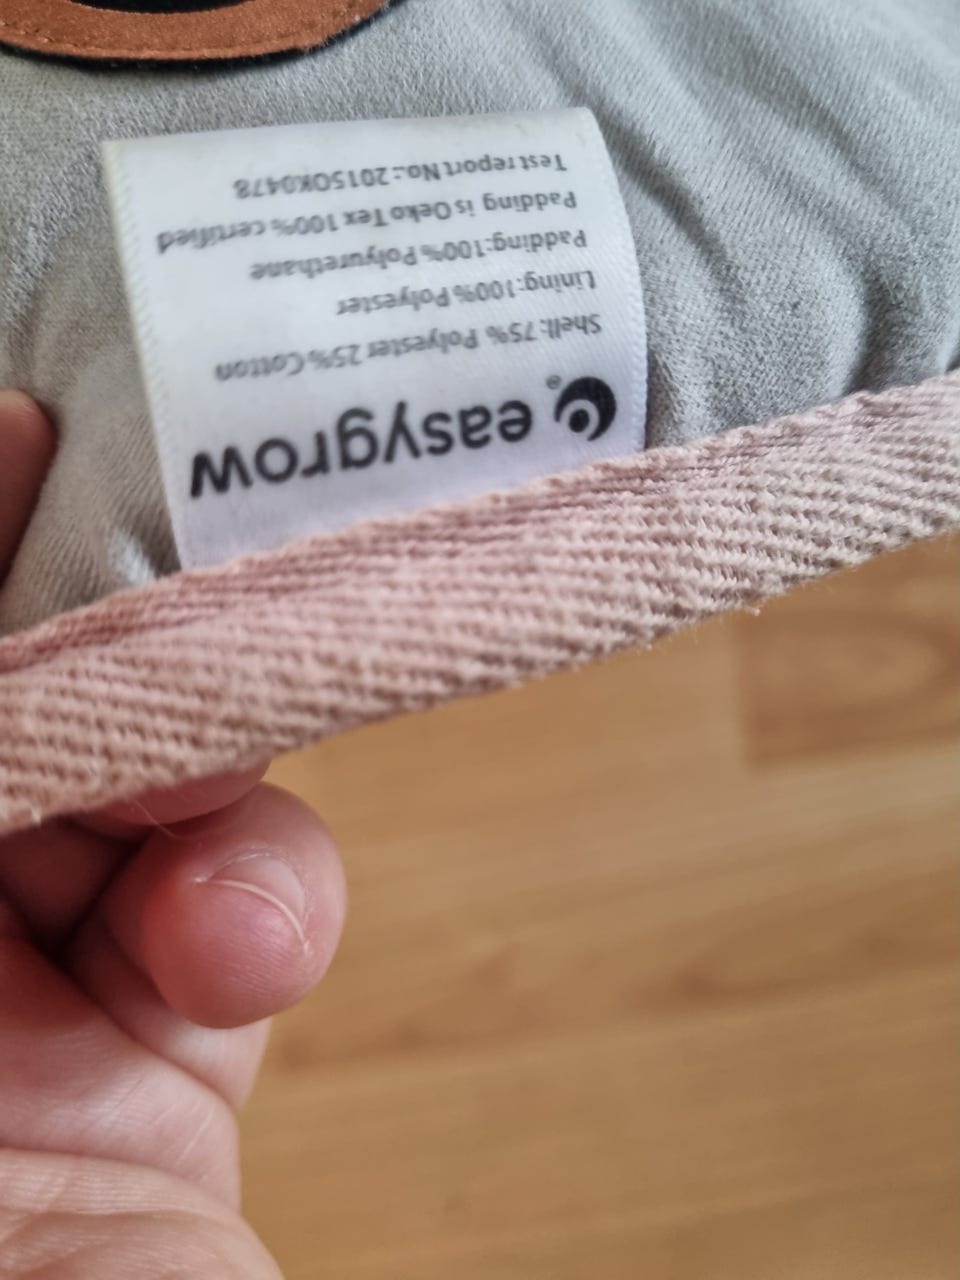 easygrow
Shell:75% Polyester 25%Cotton
Lining:100% Polyester
Padding:100% Polyurethane
Padding is Oeko Tex 100% certified
Test report No.: 2015OK0478